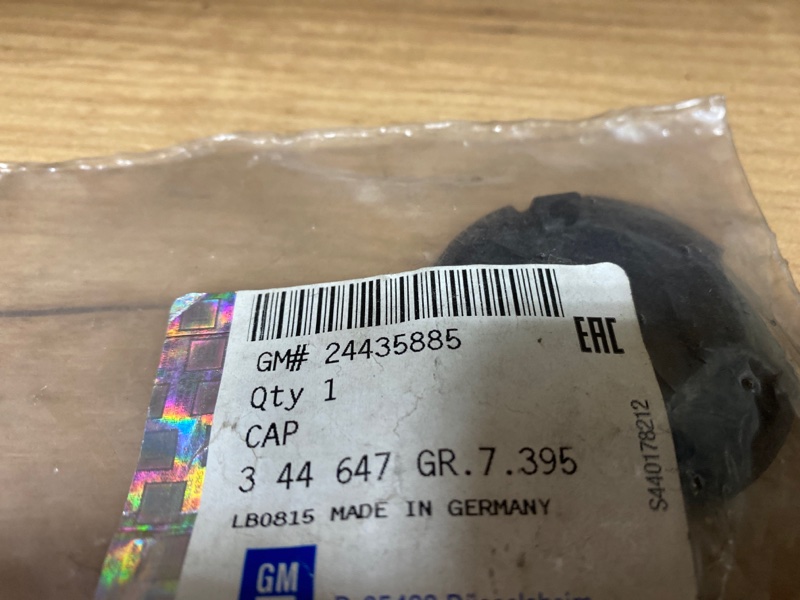 GM# 24435885
EAC
Qty 1
CAP
3 44 647 GR.7.395
LB0815 MADE IN GERMANY
S440178212
GM